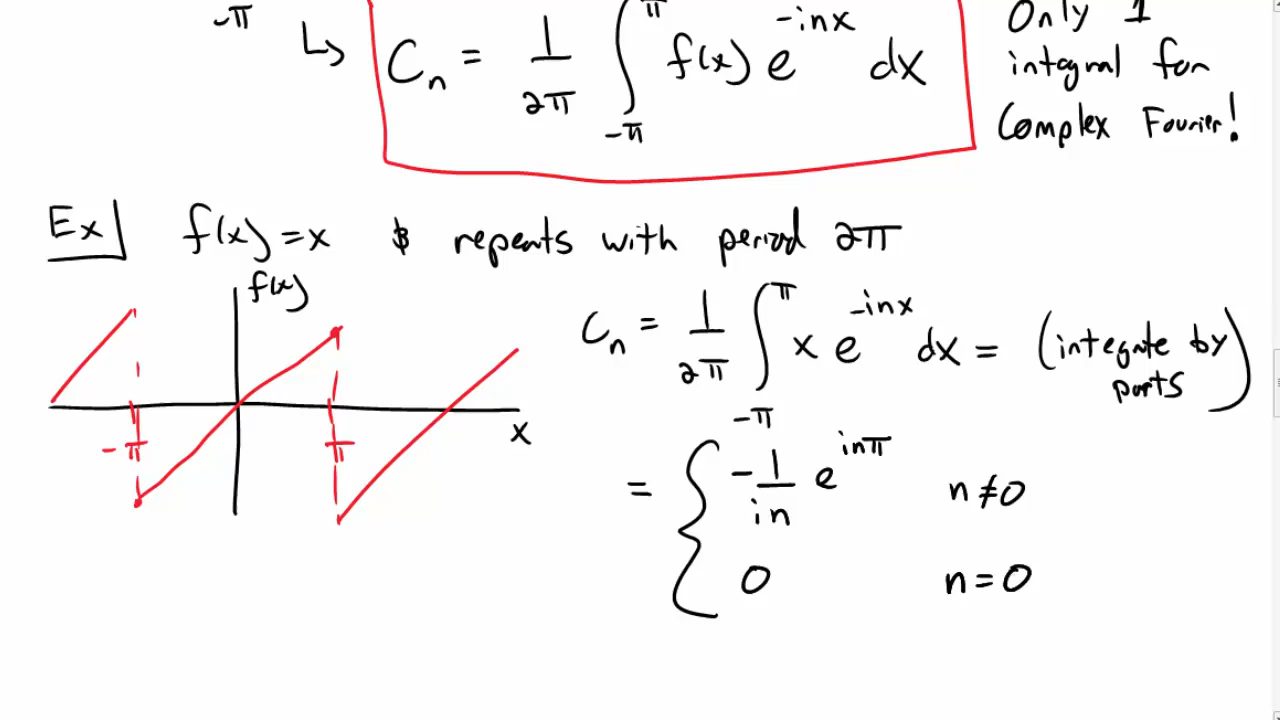 -π
↳ Cₙ = 1/2π ∫_{-π}^{π} f(x) e^{-inx} dx
Only 1
integral for
Complex Fourier!
Ex] f(x) = x & repeats with period 2π
f(x)
-π
π
x
Cₙ = 1/2π ∫_{-π}^{π} x e^{-inx} dx = (integrate by
parts)
= { -1/in e^{inπ} n≠0
0 n=0